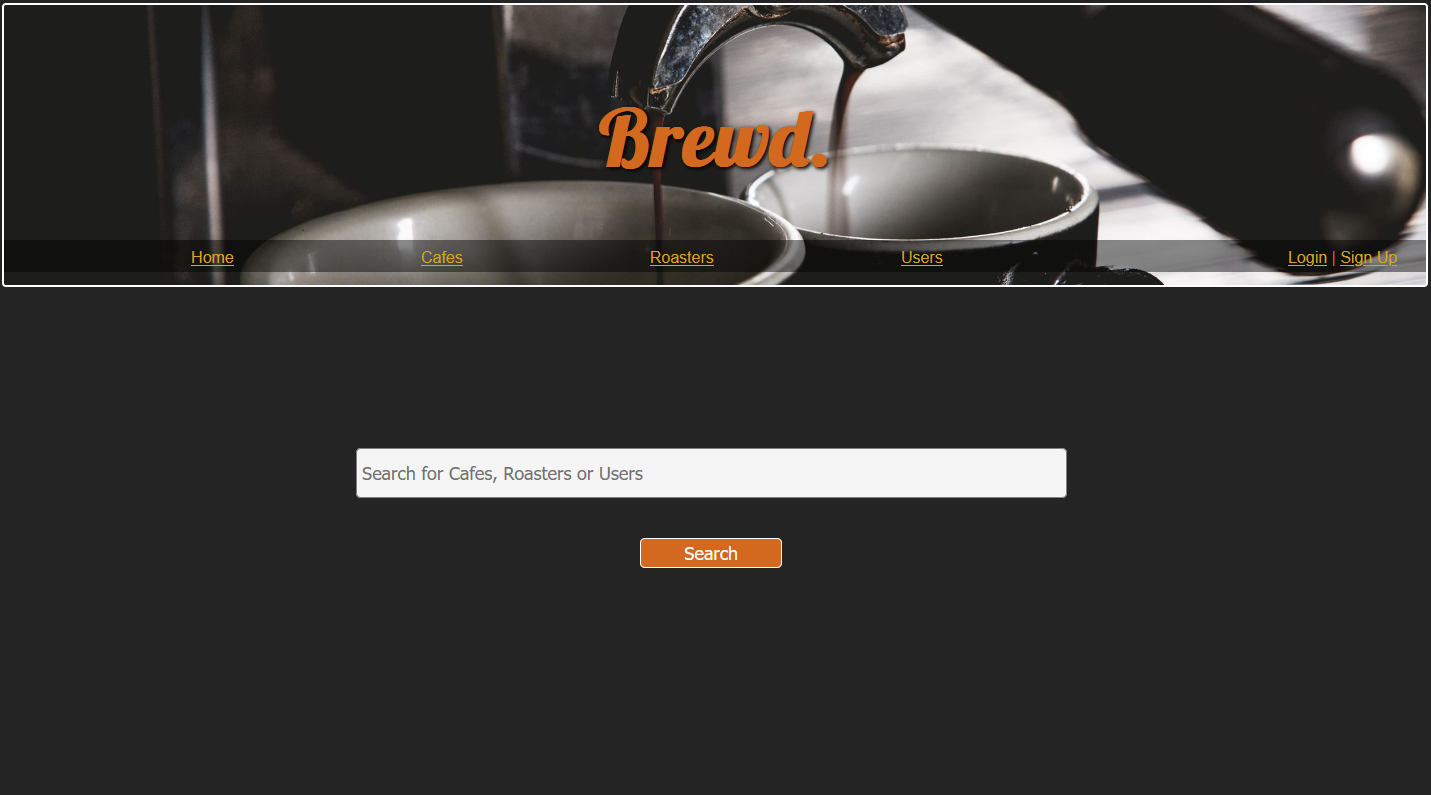 Brewd.
Home Cafes Roasters Users Login | Sign Up
Search for Cafes, Roasters or Users
Search